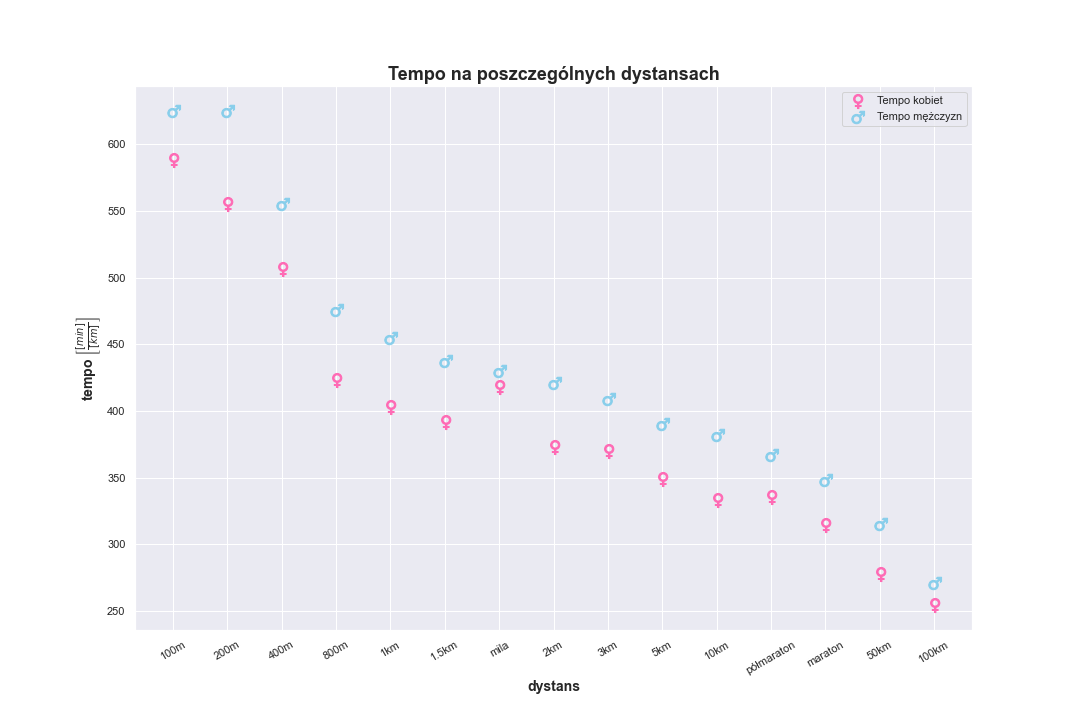 Tempo na poszczególnych dystansach
Tempo kobiet
Tempo mężczyzn
600
550
500
450
400
350
300
250
tempo [[min]/[km]]
100m
200m
400m
800m
1km
1.5km
mila
2km
3km
5km
10km
półmaraton
maraton
50km
100km
dystans